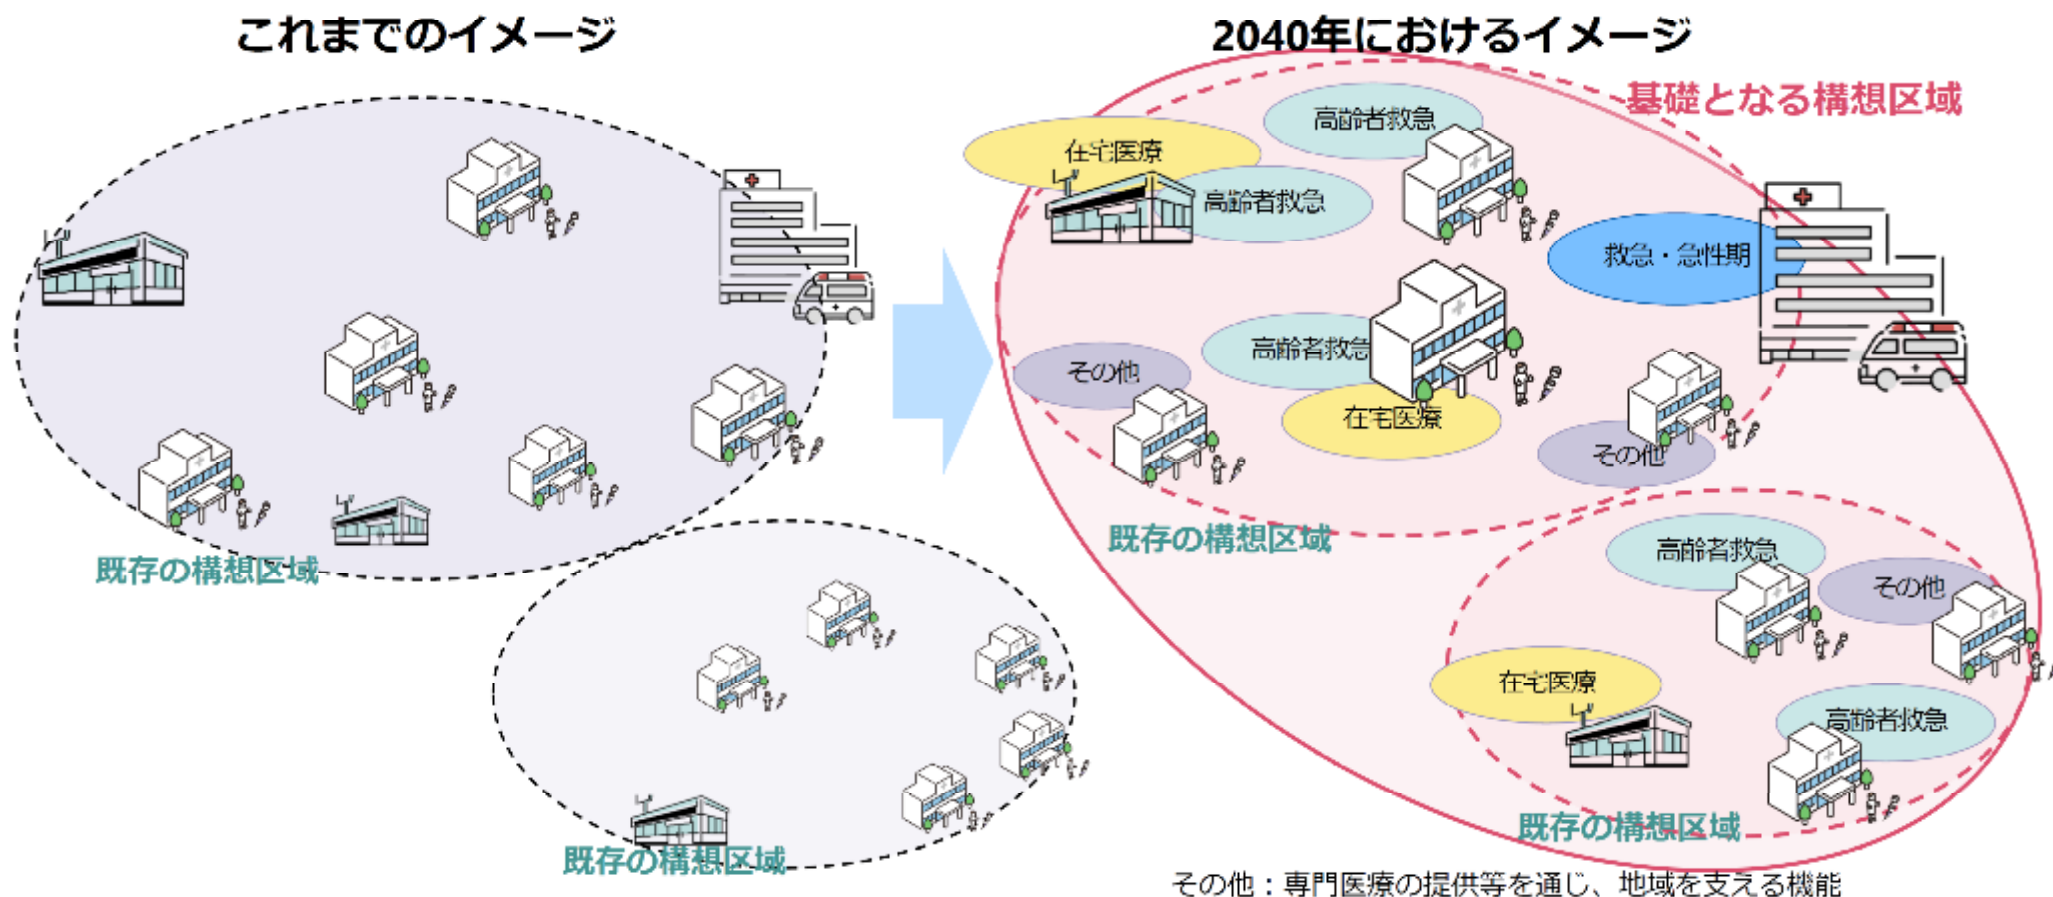 これまでのイメージ
既存の構想区域
既存の構想区域
2040年におけるイメージ
基礎となる構想区域
高齢者救急
在宅医療
高齢者救急
救急・急性期
高齢者救急
その他
在宅医療
その他
既存の構想区域
高齢者救急
その他
在宅医療
高齢者救急
既存の構想区域
その他：専門医療の提供等を通じ、地域を支える機能